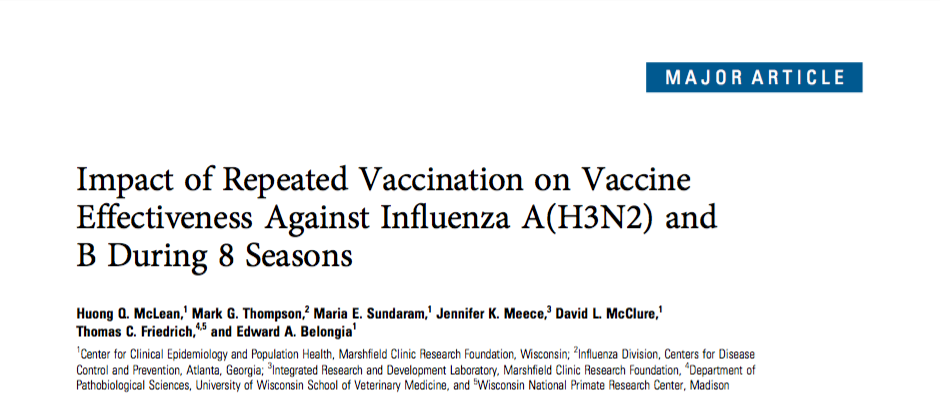 MAJOR ARTICLE
Impact of Repeated Vaccination on Vaccine
Effectiveness Against Influenza A(H3N2) and
B During 8 Seasons
Huong Q. McLean,¹ Mark G. Thompson,² Maria E. Sundaram,¹ Jennifer K. Meece,³ David L. McClure,¹
Thomas C. Friedrich,⁴,⁵ and Edward A. Belongia¹
¹Center for Clinical Epidemiology and Population Health, Marshfield Clinic Research Foundation, Wisconsin; ²Influenza Division, Centers for Disease
Control and Prevention, Atlanta, Georgia; ³Integrated Research and Development Laboratory, Marshfield Clinic Research Foundation, ⁴Department of
Pathobiological Sciences, University of Wisconsin School of Veterinary Medicine, and ⁵Wisconsin National Primate Research Center, Madison